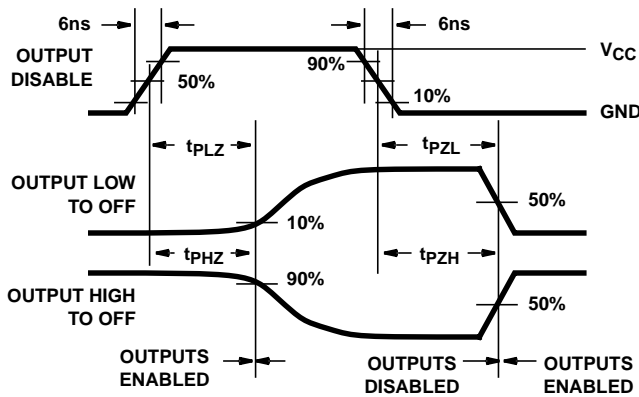 6ns
6ns
OUTPUT
DISABLE
50%
90%
10%
VCC
GND
tPLZ
tPZL
OUTPUT LOW
TO OFF
10%
50%
tPHZ
tPZH
90%
OUTPUT HIGH
TO OFF
50%
OUTPUTS
ENABLED
OUTPUTS
DISABLED
OUTPUTS
ENABLED